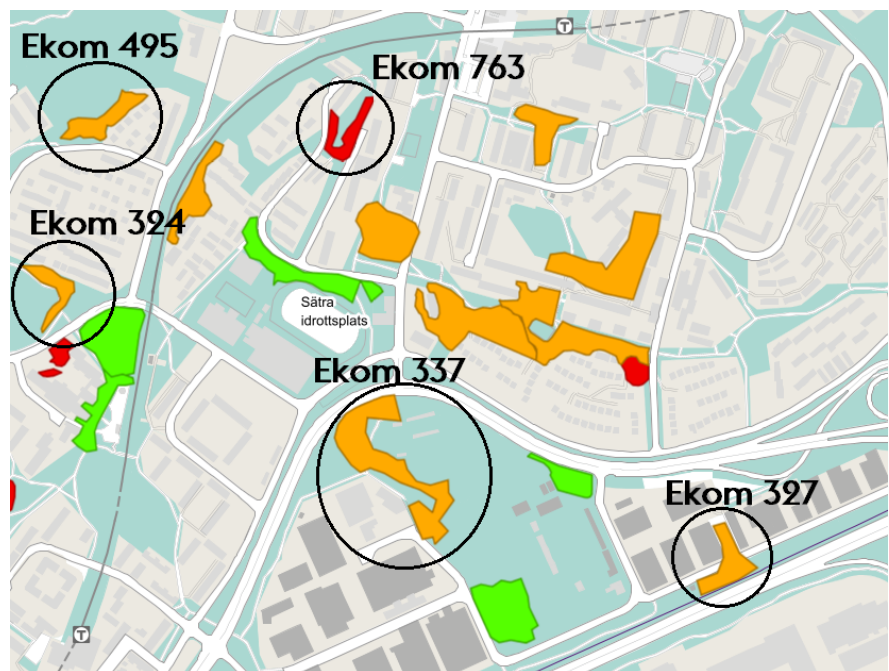 T
Ekom 495
Ekom 763
Ekom 324
Sätra
idrottsplats
Ekom 337
Ekom 327
T